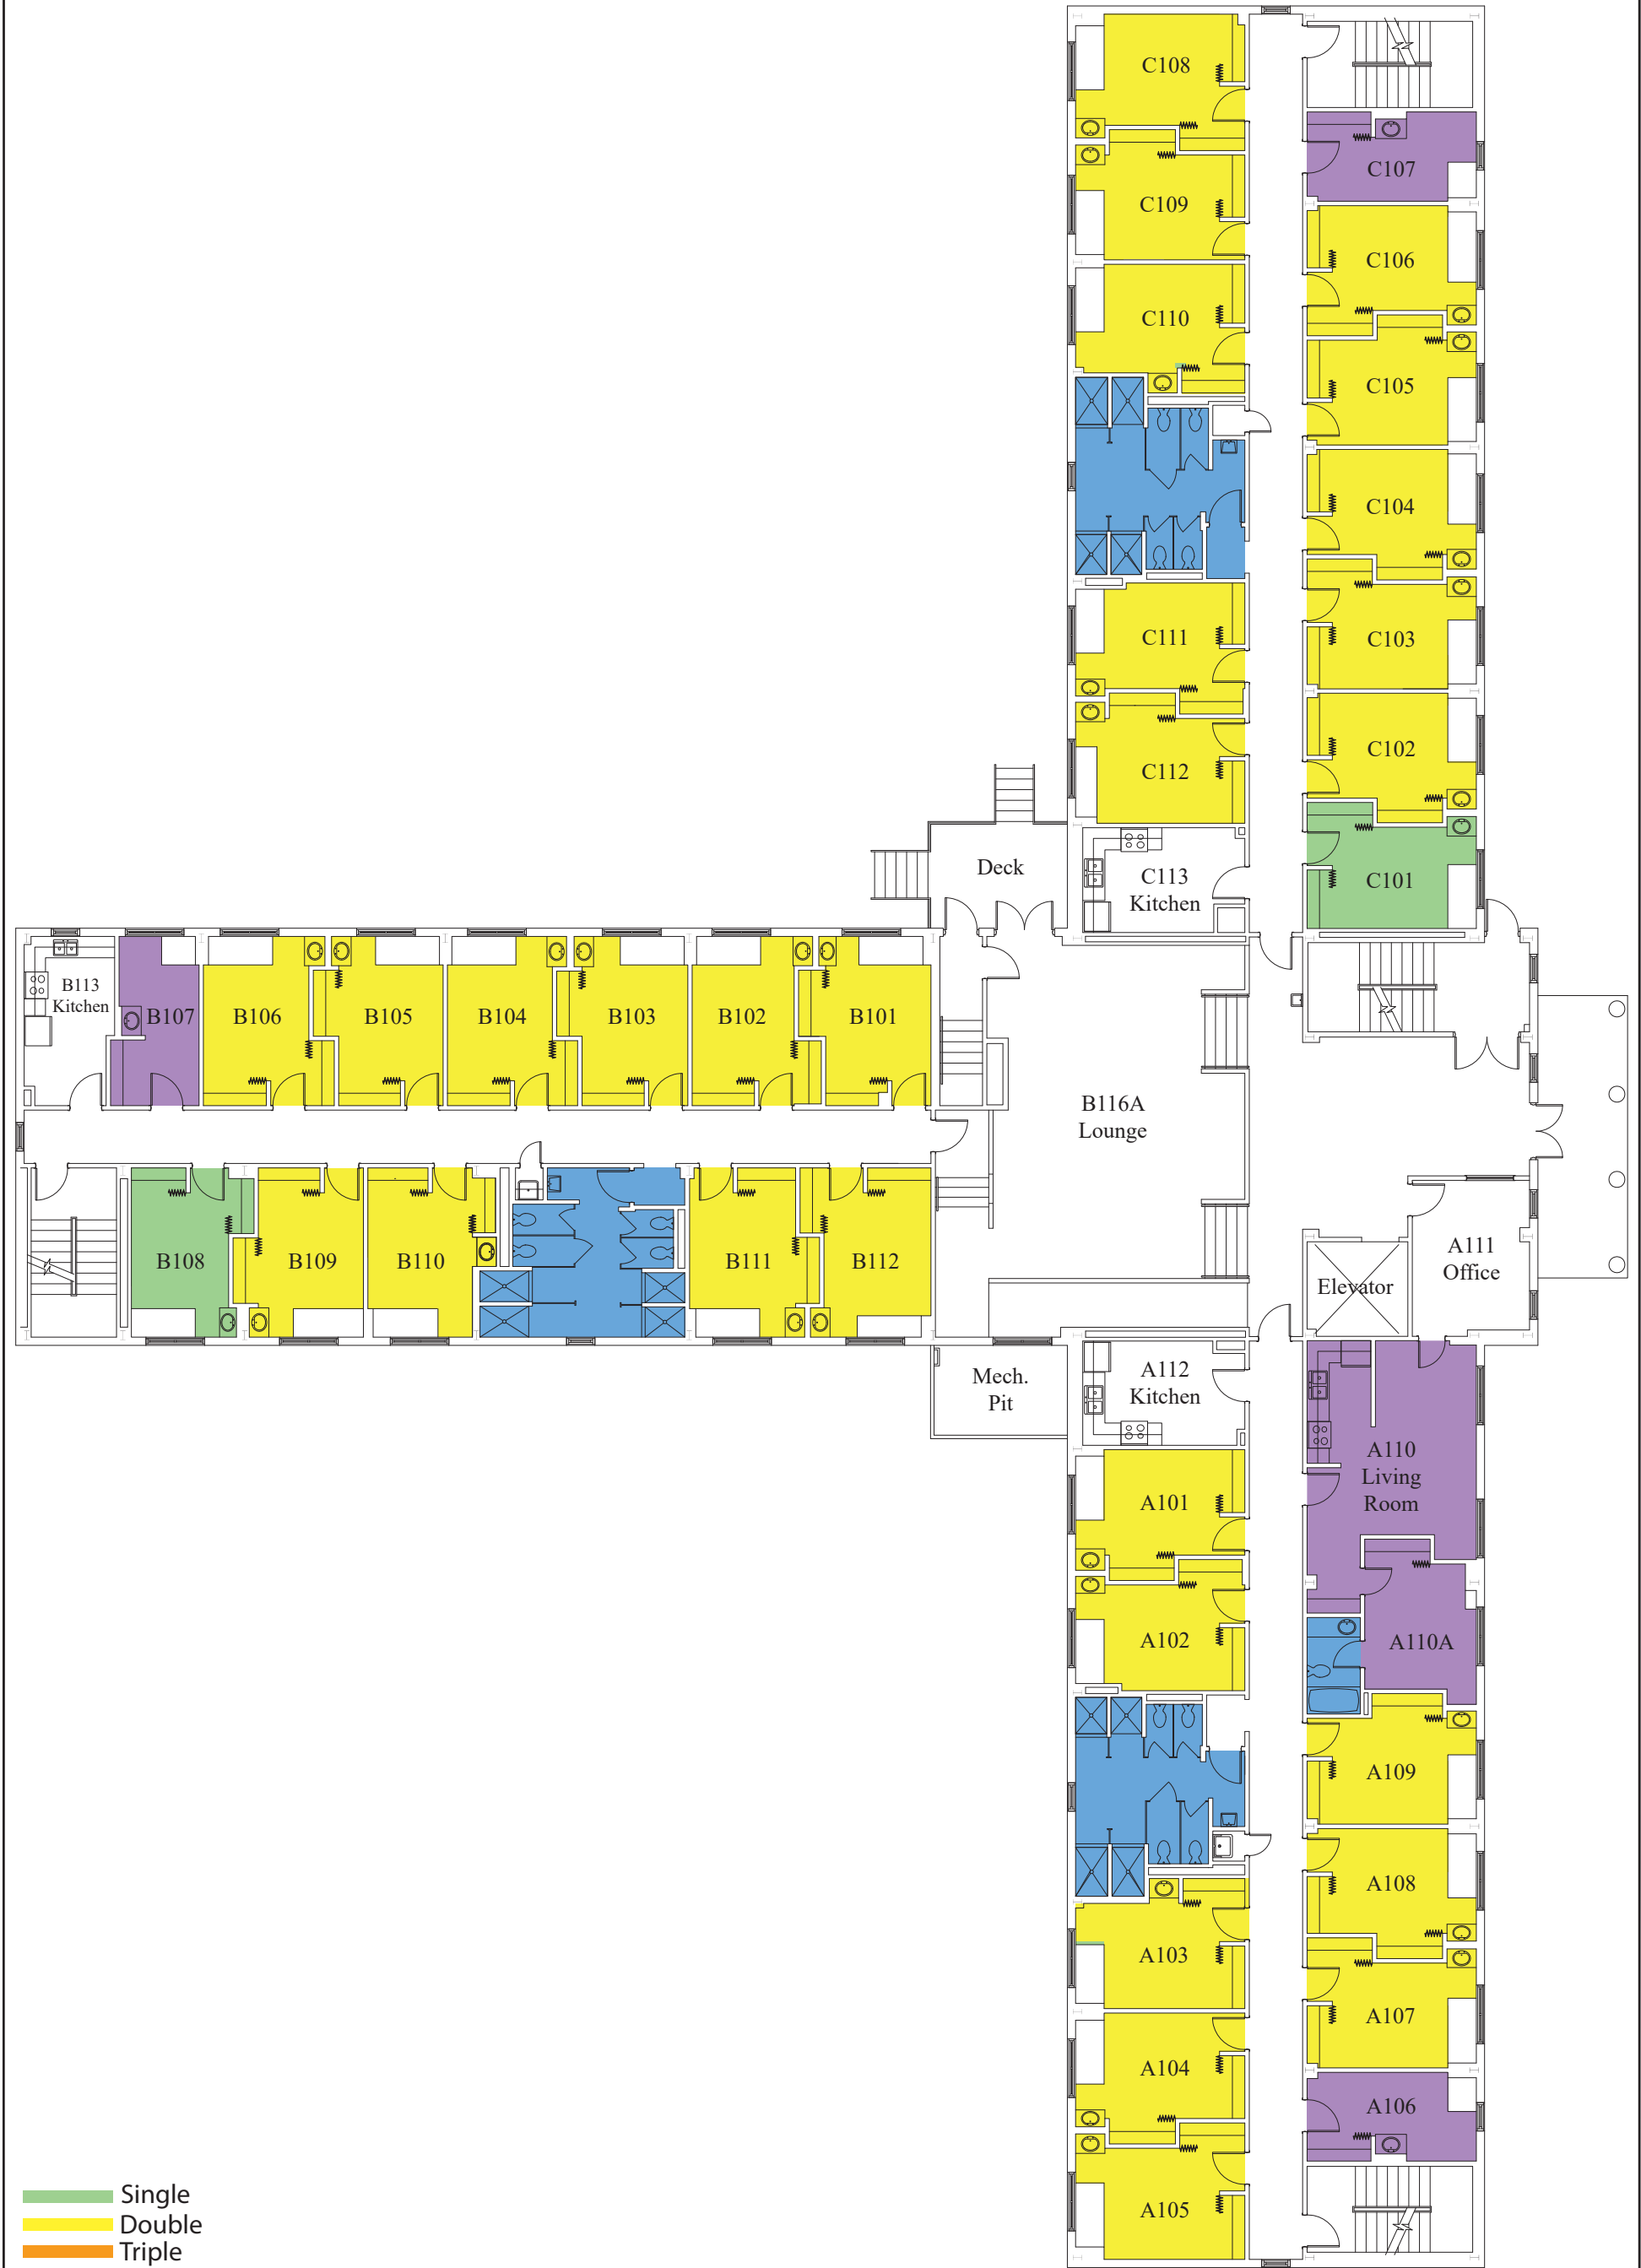 C108
C107
C109
C106
C110
C105
C104
C111
C103
C102
C112
Deck
C113
Kitchen
C101
B113
Kitchen
B107
B106
B105
B104
B103
B102
B101
B116A
Lounge
B108
B109
B110
B111
B112
A111
Office
Elevator
Mech.
Pit
A112
Kitchen
A110
Living
Room
A101
A102
A110A
A109
A108
A103
A107
A104
A106
A105
Single
Double
Triple